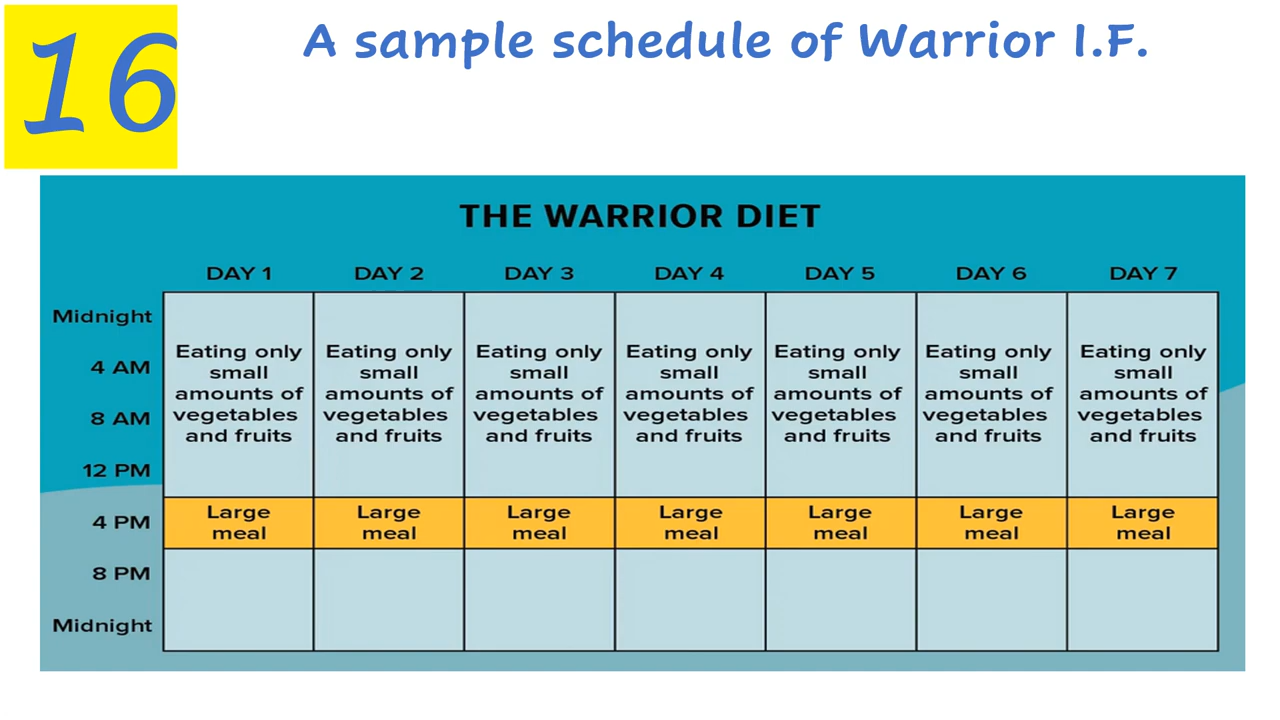 16
A sample schedule of Warrior I.F.
THE WARRIOR DIET
DAY 1 DAY 2 DAY 3 DAY 4 DAY 5 DAY 6 DAY 7
Midnight
Eating only Eating only Eating only Eating only Eating only Eating only Eating only
4 AM small small small small small small small
amounts of amounts of amounts of amounts of amounts of amounts of amounts of
8 AM vegetables vegetables vegetables vegetables vegetables vegetables vegetables
and fruits and fruits and fruits and fruits and fruits and fruits and fruits
12 PM
4 PM Large Large Large Large Large Large Large
meal meal meal meal meal meal meal
8 PM
Midnight